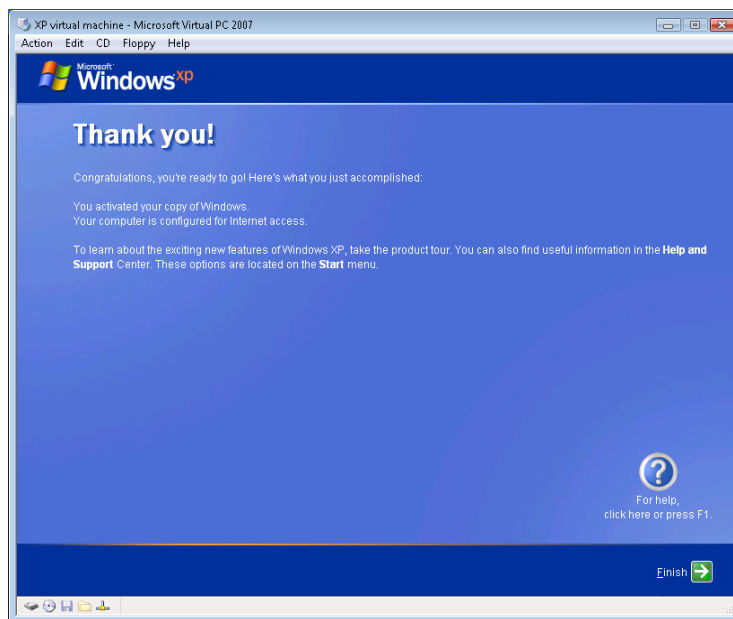 XP virtual machine - Microsoft Virtual PC 2007
Action Edit CD Floppy Help
Microsoft
Windows xp
Thank you!
Congratulations, you're ready to go! Here's what you just accomplished:
You activated your copy of Windows.
Your computer is configured for Internet access.
To learn about the exciting new features of Windows XP, take the product tour. You can also find useful information in the Help and
Support Center. These options are located on the Start menu.
For help,
click here or press F1.
Finish